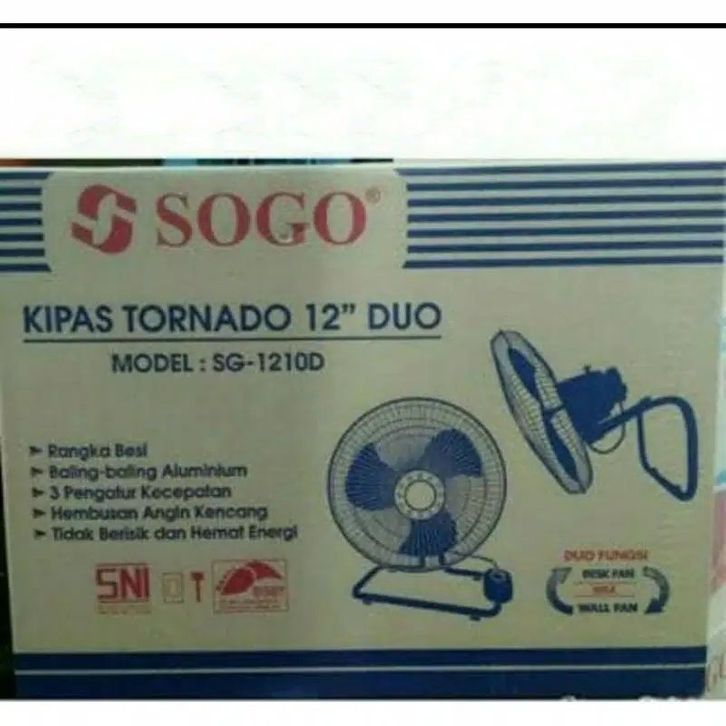 SOGO®
KIPAS TORNADO 12" DUO
MODEL : SG-1210D
➤ Rangka Besi
➤ Baling-baling Aluminium
➤ 3 Pengatur Kecepatan
➤ Hembusan Angin Kencang
➤ Tidak Berisik dan Hemat Energi
SNI
DUO FUNGSI
DESK FAN
WALL FAN